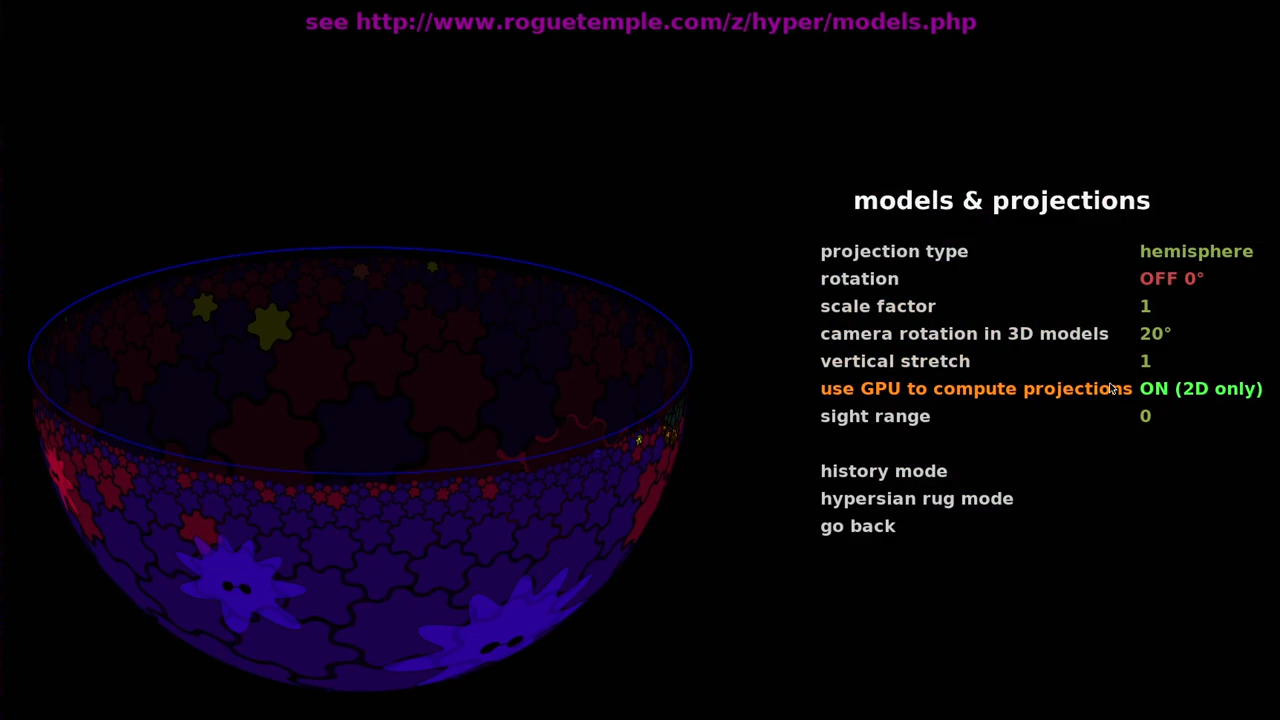 see http://www.roguetemple.com/z/hyper/models.php
models & projections
projection type hemisphere
rotation OFF 0°
scale factor 1
camera rotation in 3D models 20°
vertical stretch 1
use GPU to compute projections ON (2D only)
sight range 0
history mode
hypersian rug mode
go back